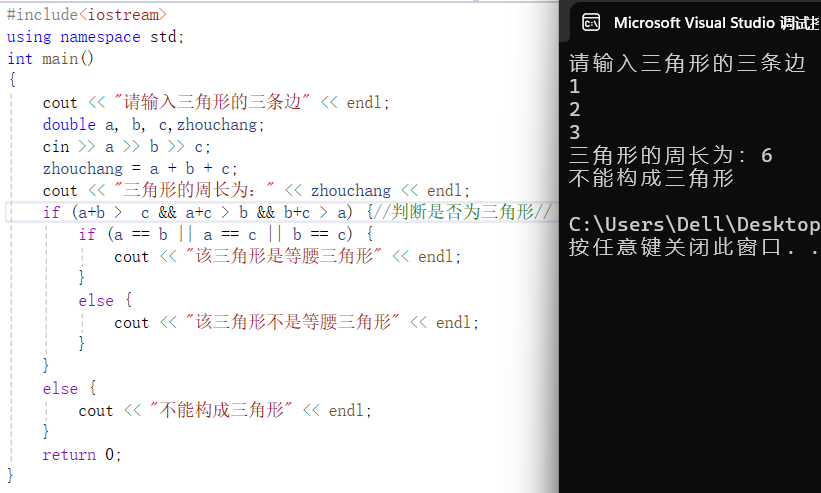 #include<iostream>
using namespace std;
int main()
{
cout << "请输入三角形的三条边" << endl;
double a, b, c,zhouchang;
cin >> a >> b >> c;
zhouchang = a + b + c;
cout << "三角形的周长为：" << zhouchang << endl;
if (a+b >  c && a+c > b && b+c > a) {//判断是否为三角形//
if (a == b || a == c || b == c) {
cout << "该三角形是等腰三角形" << endl;
}
else {
cout << "该三角形不是等腰三角形" << endl;
}
}
else {
cout << "不能构成三角形" << endl;
}
return 0;
}
Microsoft Visual Studio 调试
请输入三角形的三条边
1
2
3
三角形的周长为：6
不能构成三角形
C:\Users\Dell\Desktop
按任意键关闭此窗口. .